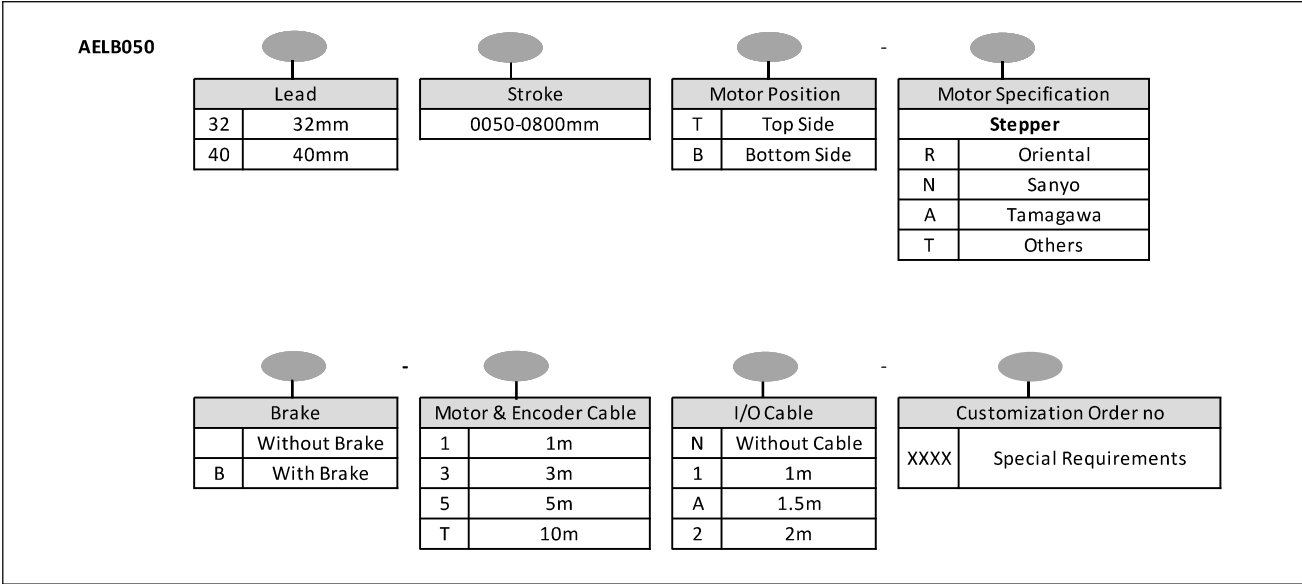 AELB050 - 
Lead Stroke Motor Position Motor Specification
32 32mm 0050-0800mm T Top Side Stepper
40 40mm B Bottom Side R Oriental
N Sanyo
A Tamagawa
T Others
- -
Brake Motor & Encoder Cable I/O Cable Customization Order no
Without Brake 1 1m N Without Cable XXXX Special Requirements
B With Brake 3 3m 1 1m
5 5m A 1.5m
T 10m 2 2m